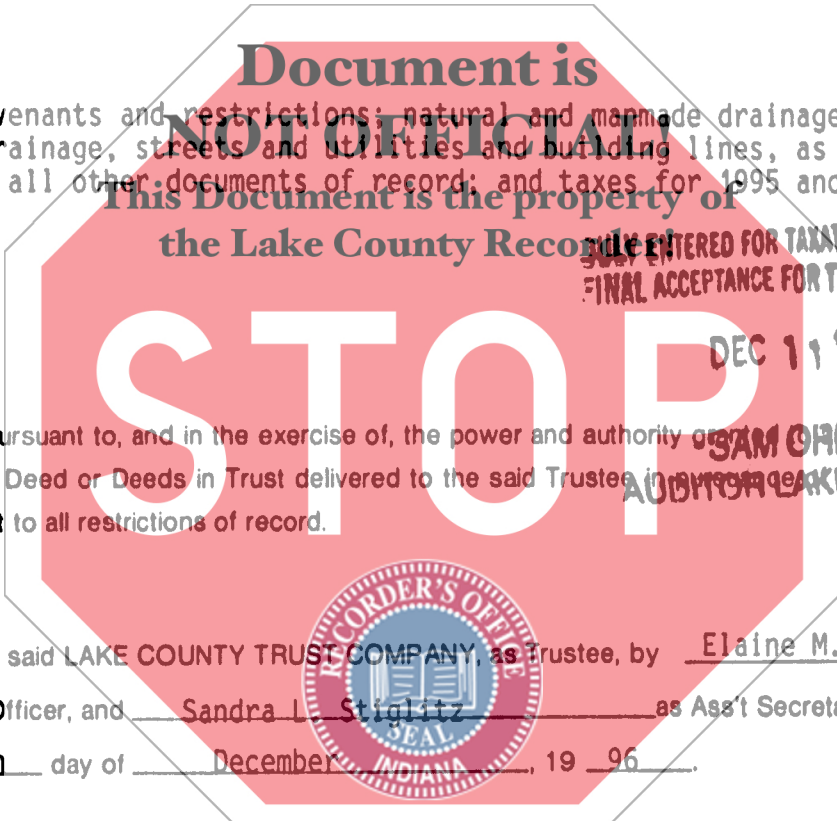 Document is
NOT OFFICIAL!
This Document is the property of
the Lake County Recorder!
venants and restrictions; natural and manmade drainage
rainage, streets and utilities and building lines, as
all other documents of record; and taxes for 1995 and
ENTERED FOR TAXAT
FINAL ACCEPTANCE FOR T
DEC 11
STOP
ursuant to, and in the exercise of, the power and authority
SAM
Deed or Deeds in Trust delivered to the said Trustee in
AUDITOR LAK
t to all restrictions of record.
RECORDER'S OFFICE
SEAL
INDIANA
said LAKE COUNTY TRUST COMPANY, as Trustee, by Elaine M.
Officer, and Sandra L. Stiglitz as Ass't Secreta
day of December, 19 96.